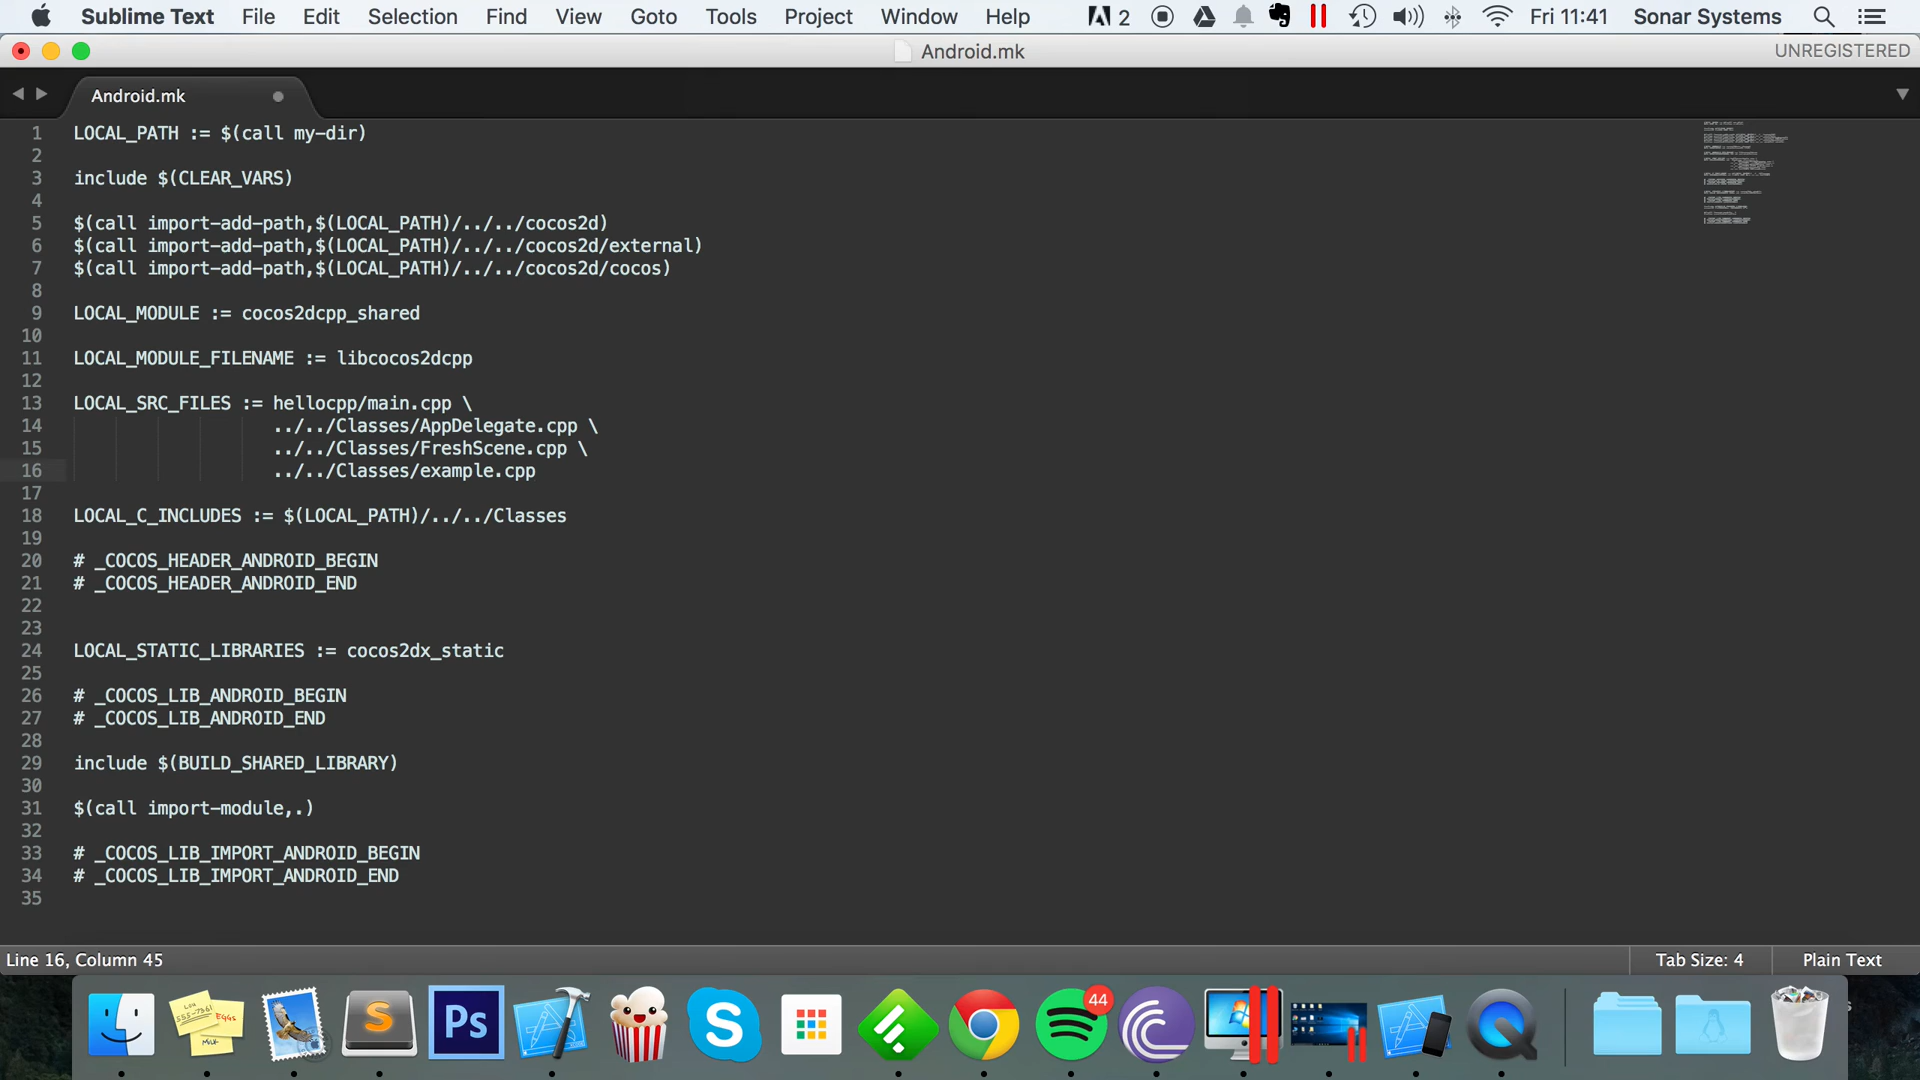 Sublime Text File Edit Selection Find View Goto Tools Project Window Help 2 Fri 11:41 Sonar Systems
Android.mk UNREGISTERED
Android.mk
1 LOCAL_PATH := $(call my-dir)
2
3 include $(CLEAR_VARS)
4
5 $(call import-add-path,$(LOCAL_PATH)/../../cocos2d)
6 $(call import-add-path,$(LOCAL_PATH)/../../cocos2d/external)
7 $(call import-add-path,$(LOCAL_PATH)/../../cocos2d/cocos)
8
9 LOCAL_MODULE := cocos2dcpp_shared
10
11 LOCAL_MODULE_FILENAME := libcocos2dcpp
12
13 LOCAL_SRC_FILES := hellocpp/main.cpp \
14 ../../Classes/AppDelegate.cpp \
15 ../../Classes/FreshScene.cpp \
16 ../../Classes/example.cpp
17
18 LOCAL_C_INCLUDES := $(LOCAL_PATH)/../../Classes
19
20 # _COCOS_HEADER_ANDROID_BEGIN
21 # _COCOS_HEADER_ANDROID_END
22
23
24 LOCAL_STATIC_LIBRARIES := cocos2dx_static
25
26 # _COCOS_LIB_ANDROID_BEGIN
27 # _COCOS_LIB_ANDROID_END
28
29 include $(BUILD_SHARED_LIBRARY)
30
31 $(call import-module,.)
32
33 # _COCOS_LIB_IMPORT_ANDROID_BEGIN
34 # _COCOS_LIB_IMPORT_ANDROID_END
35
Line 16, Column 45 Tab Size: 4 Plain Text
S Ps S 44